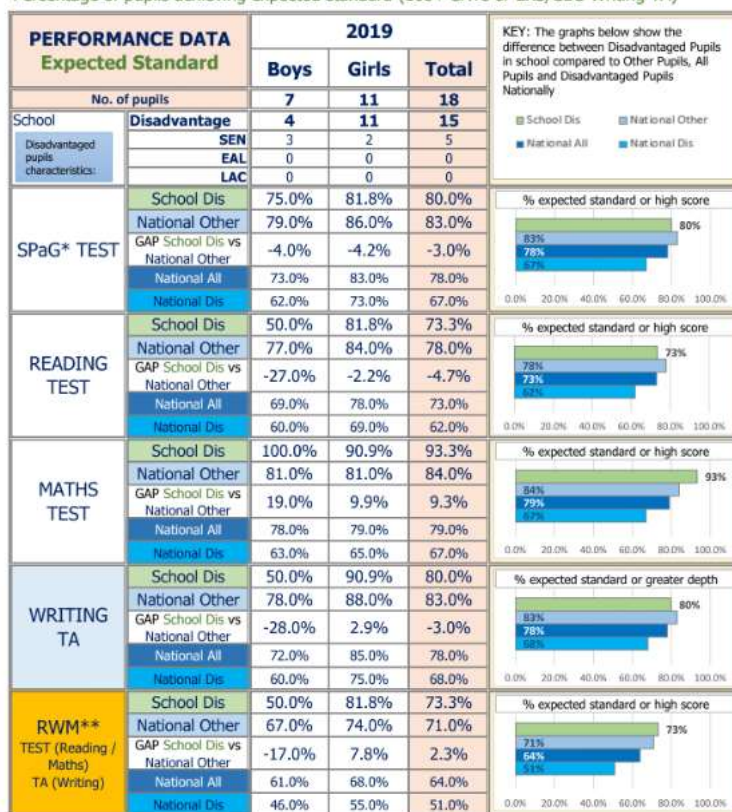 PERFORMANCE DATA
Expected Standard
2019
Boys Girls Total
No. of pupils 7 11 18
School Disadvantage 4 11 15
Disadvantaged pupils characteristics:
SEN 3 2 5
EAL 0 0 0
LAC 0 0 0
KEY: The graphs below show the
difference between Disadvantaged Pupils
in school compared to Other Pupils, All
Pupils and Disadvantaged Pupils
Nationally
School Dis National Other
National All National Dis
SPaG* TEST
School Dis 75.0% 81.8% 80.0%
National Other 79.0% 86.0% 83.0%
GAP School Dis vs National Other -4.0% -4.2% -3.0%
National All 73.0% 83.0% 78.0%
National Dis 62.0% 73.0% 67.0%
% expected standard or high score
80%
83%
78%
67%
0.0% 20.0% 40.0% 60.0% 80.0% 100.0%
READING
TEST
School Dis 50.0% 81.8% 73.3%
National Other 77.0% 84.0% 78.0%
GAP School Dis vs National Other -27.0% -2.2% -4.7%
National All 69.0% 78.0% 73.0%
National Dis 60.0% 69.0% 62.0%
% expected standard or high score
73%
78%
73%
62%
0.0% 20.0% 40.0% 60.0% 80.0% 100.0%
MATHS
TEST
School Dis 100.0% 90.9% 93.3%
National Other 81.0% 81.0% 84.0%
GAP School Dis vs National Other 19.0% 9.9% 9.3%
National All 78.0% 79.0% 79.0%
National Dis 63.0% 65.0% 67.0%
% expected standard or high score
93%
84%
79%
67%
0.0% 20.0% 40.0% 60.0% 80.0% 100.0%
WRITING
TA
School Dis 50.0% 90.9% 80.0%
National Other 78.0% 88.0% 83.0%
GAP School Dis vs National Other -28.0% 2.9% -3.0%
National All 72.0% 85.0% 78.0%
National Dis 60.0% 75.0% 68.0%
% expected standard or greater depth
80%
83%
78%
68%
0.0% 20.0% 40.0% 60.0% 80.0% 100.0%
RWM**
TEST (Reading /
Maths)
TA (Writing)
School Dis 50.0% 81.8% 73.3%
National Other 67.0% 74.0% 71.0%
GAP School Dis vs National Other -17.0% 7.8% 2.3%
National All 61.0% 68.0% 64.0%
National Dis 46.0% 55.0% 51.0%
% expected standard or high score
73%
71%
64%
51%
0.0% 20.0% 40.0% 60.0% 80.0% 100.0%